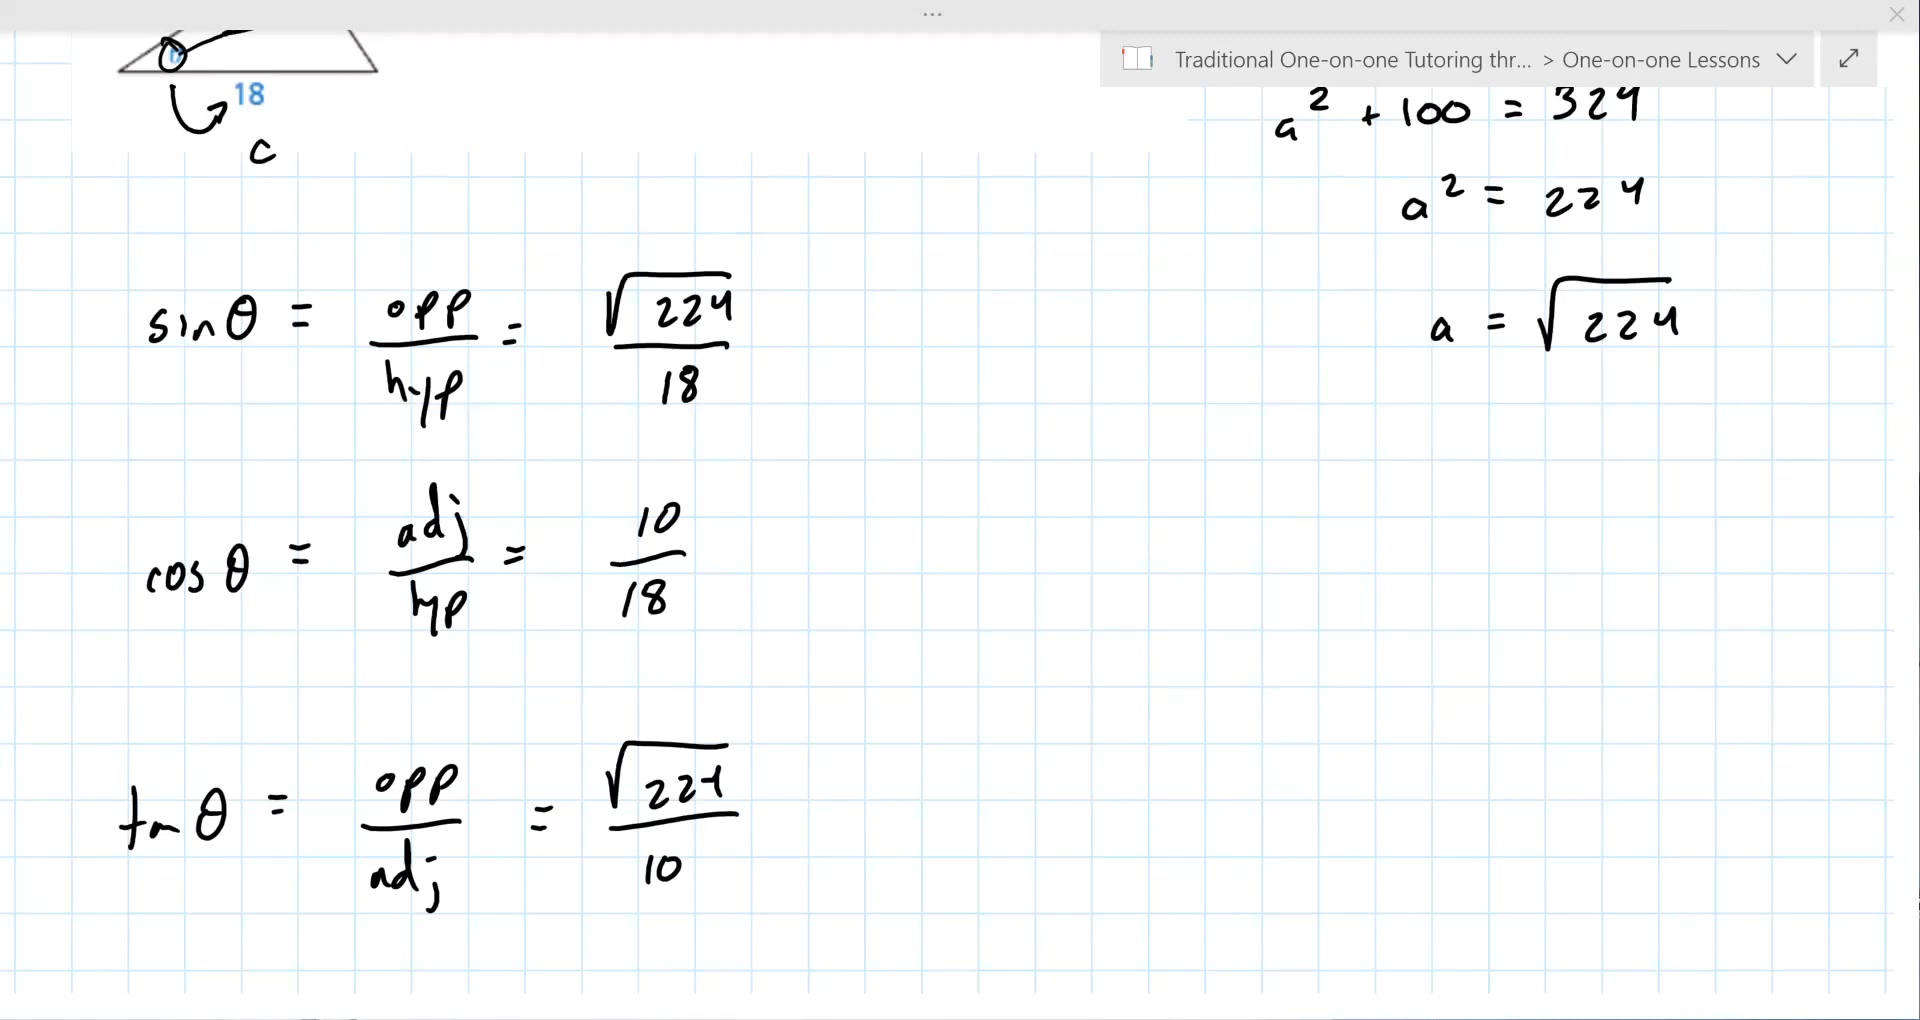 ...
Traditional One-on-one Tutoring thr... > One-on-one Lessons
18
c
a² + 100 = 324
a² = 224
a = √224
sin θ = opp/hyp = √224/18
cos θ = adj/hyp = 10/18
tan θ = opp/adj = √224/10